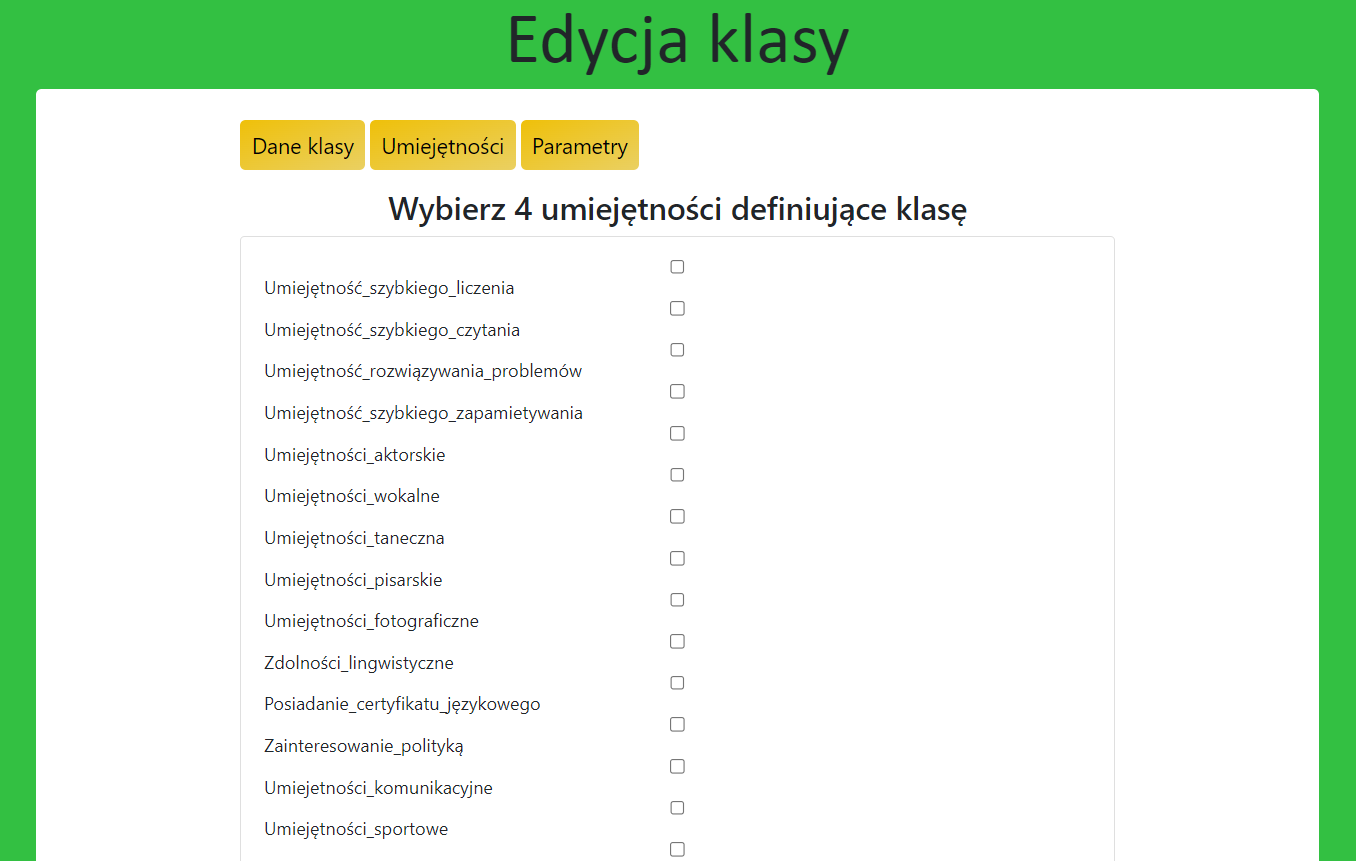 Edycja klasy
Dane klasy Umiejętności Parametry
Wybierz 4 umiejętności definiujące klasę
Umiejętność_szybkiego_liczenia
Umiejętność_szybkiego_czytania
Umiejętność_rozwiązywania_problemów
Umiejętność_szybkiego_zapamietywania
Umiejętności_aktorskie
Umiejętności_wokalne
Umiejętności_taneczna
Umiejętności_pisarskie
Umiejętności_fotograficzne
Zdolności_lingwistyczne
Posiadanie_certyfikatu_językowego
Zainteresowanie_polityką
Umiejetności_komunikacyjne
Umiejętności_sportowe